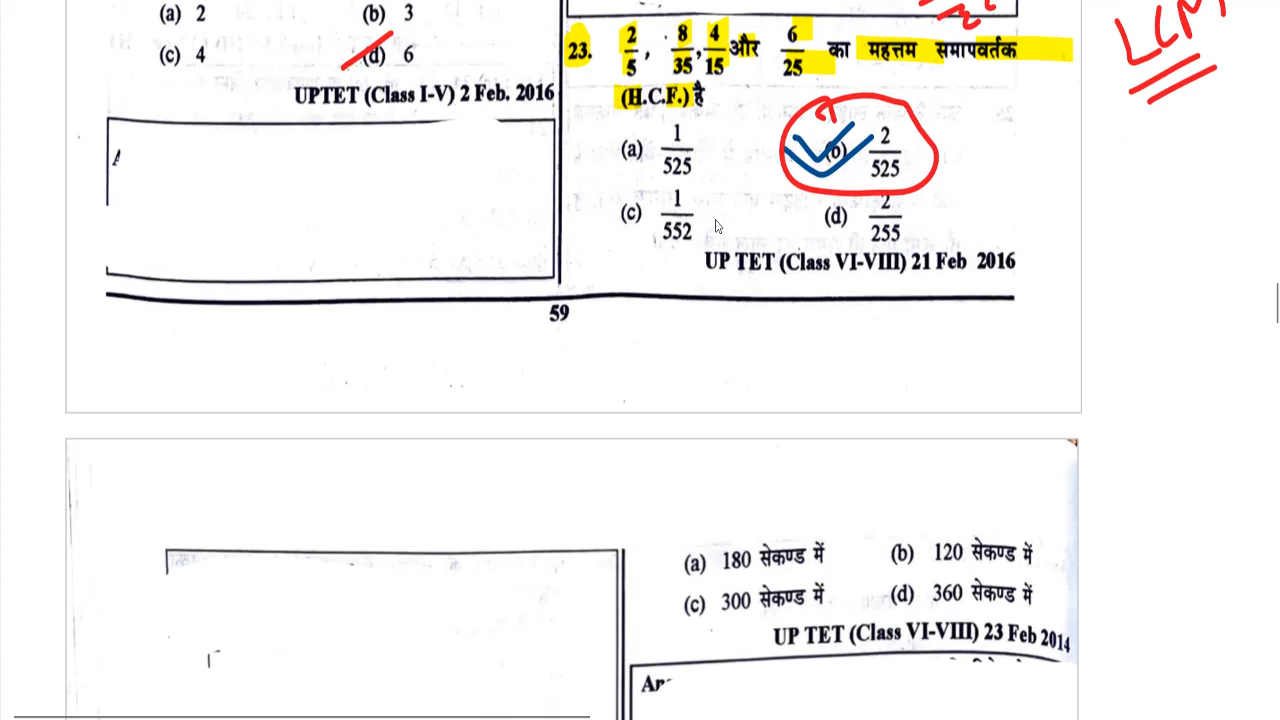 (a) 2 (b) 3
(c) 4 (d) 6
UPTET (Class I-V) 2 Feb. 2016
LCM
23. 2/5, 8/35, 4/15 और 6/25 का महत्तम समापवर्तक
(H.C.F.) है
(a) 1/525 (b) 2/525
(c) 1/552 (d) 2/255
UP TET (Class VI-VIII) 21 Feb 2016
59
(a) 180 सेकण्ड में (b) 120 सेकण्ड में
(c) 300 सेकण्ड में (d) 360 सेकण्ड में
UP TET (Class VI-VIII) 23 Feb 2014